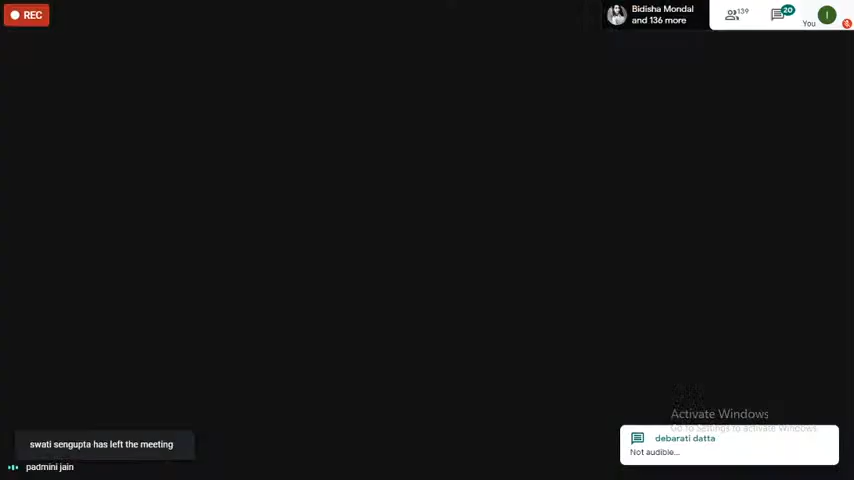 REC
Bidisha Mondal
and 136 more
139
20
You
I
Activate Windows
Go to Settings to activate Windows.
debarati datta
Not audible...
swati sengupta has left the meeting
padmini jain